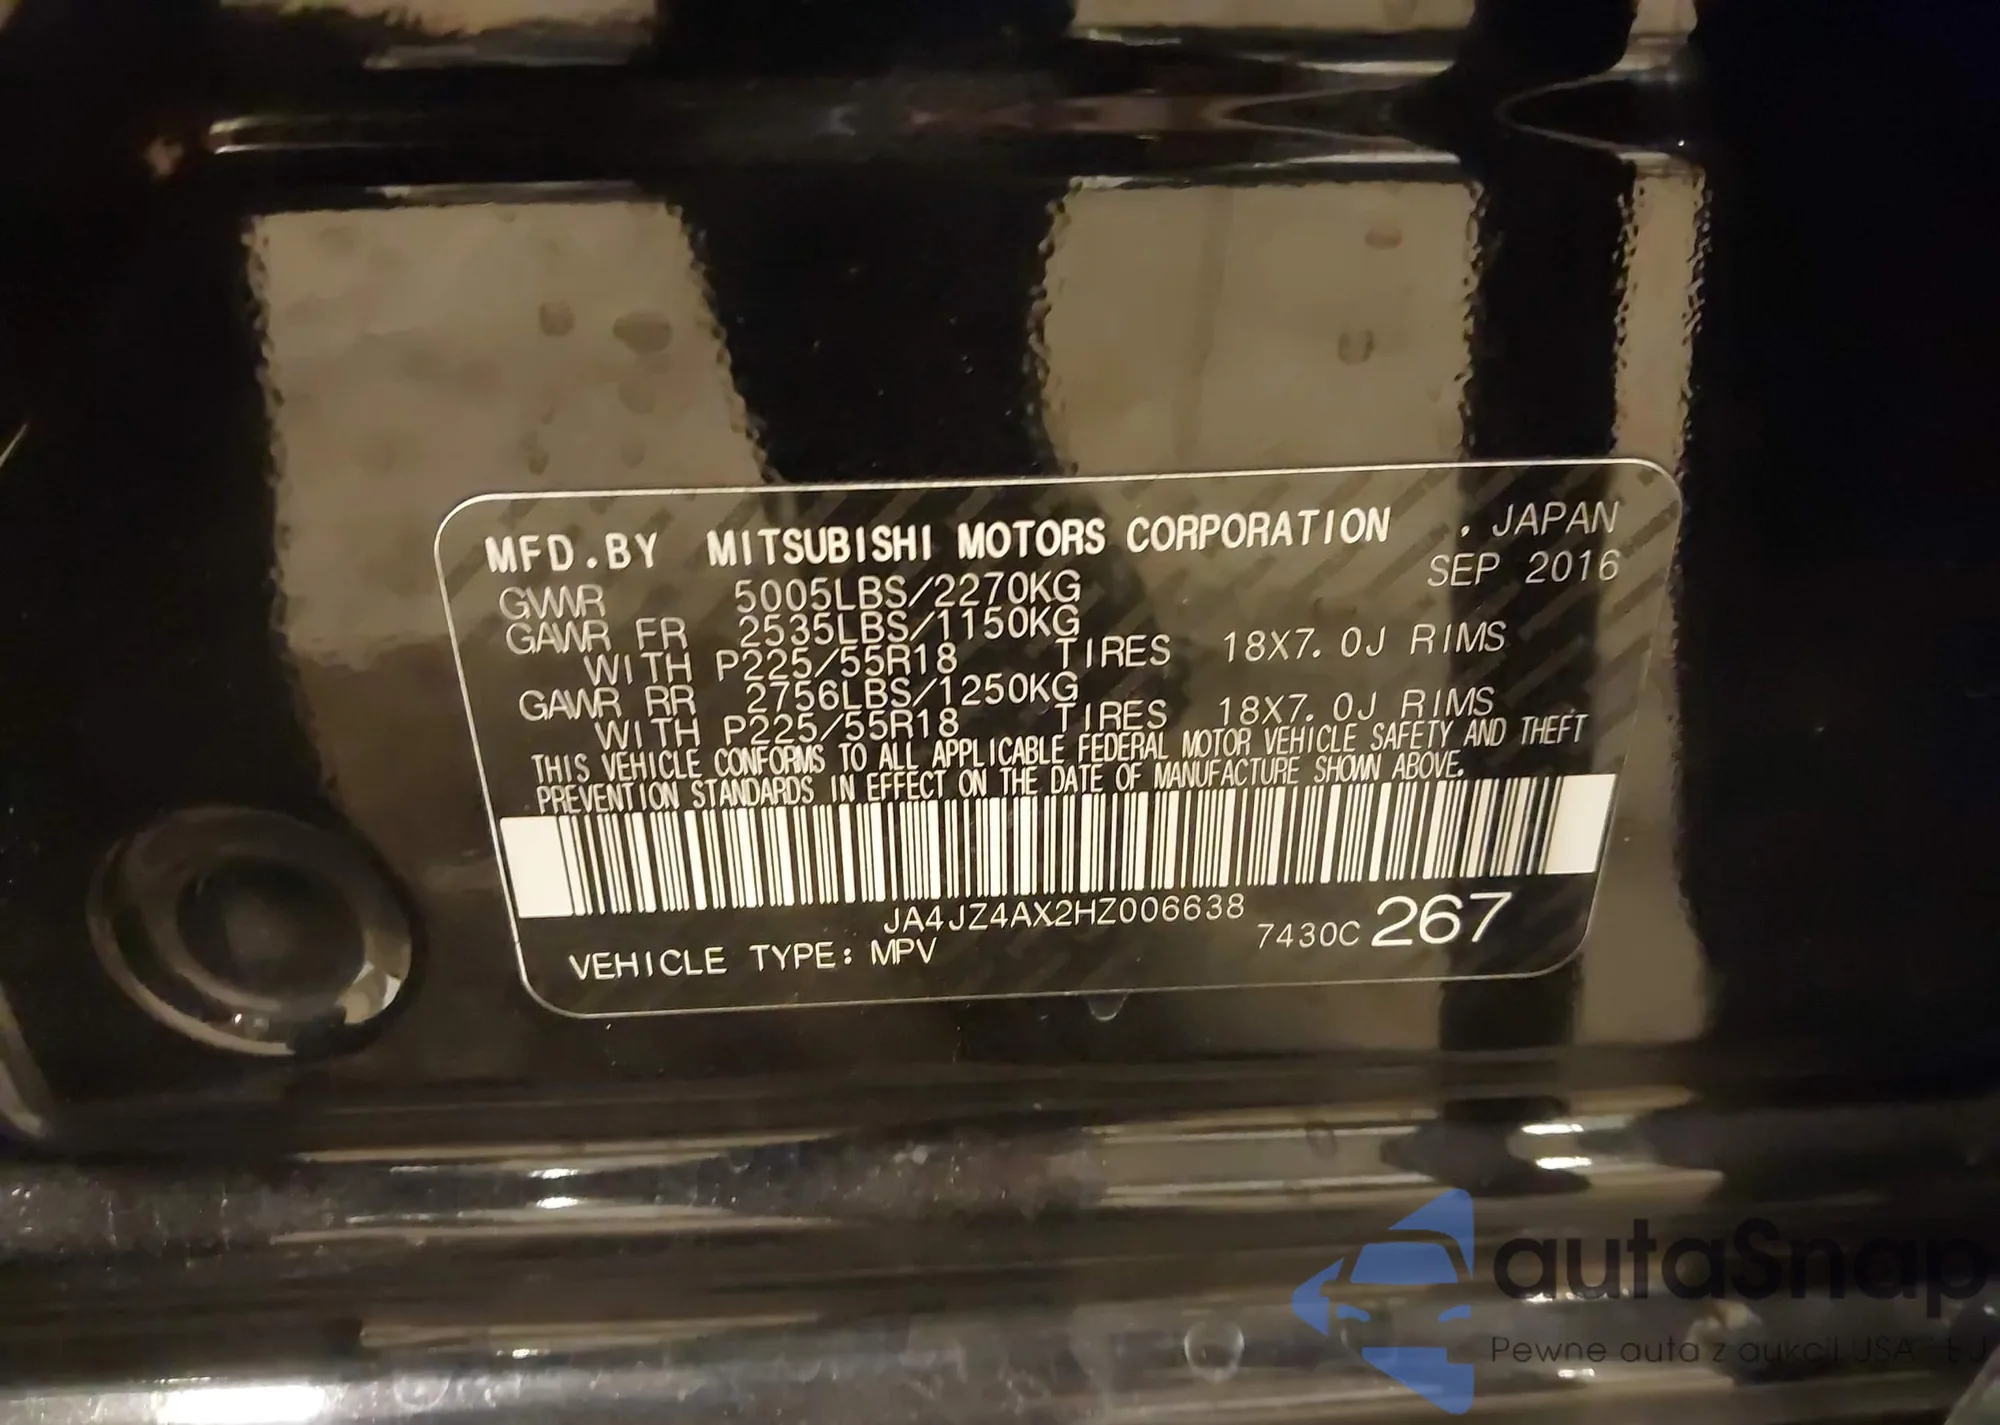 MFD.BY MITSUBISHI MOTORS CORPORATION . JAPAN
SEP 2016
GVWR 5005LBS/2270KG
GAWR FR 2535LBS/1150KG
WITH P225/55R18 TIRES 18X7.0J RIMS
GAWR RR 2756LBS/1250KG
WITH P225/55R18 TIRES 18X7.0J RIMS
THIS VEHICLE CONFORMS TO ALL APPLICABLE FEDERAL MOTOR VEHICLE SAFETY AND THEFT
PREVENTION STANDARDS IN EFFECT ON THE DATE OF MANUFACTURE SHOWN ABOVE.
JA4JZ4AX2HZ006638
VEHICLE TYPE: MPV 7430C 267
autaSnap
Pewne auta z aukcji USA i EU